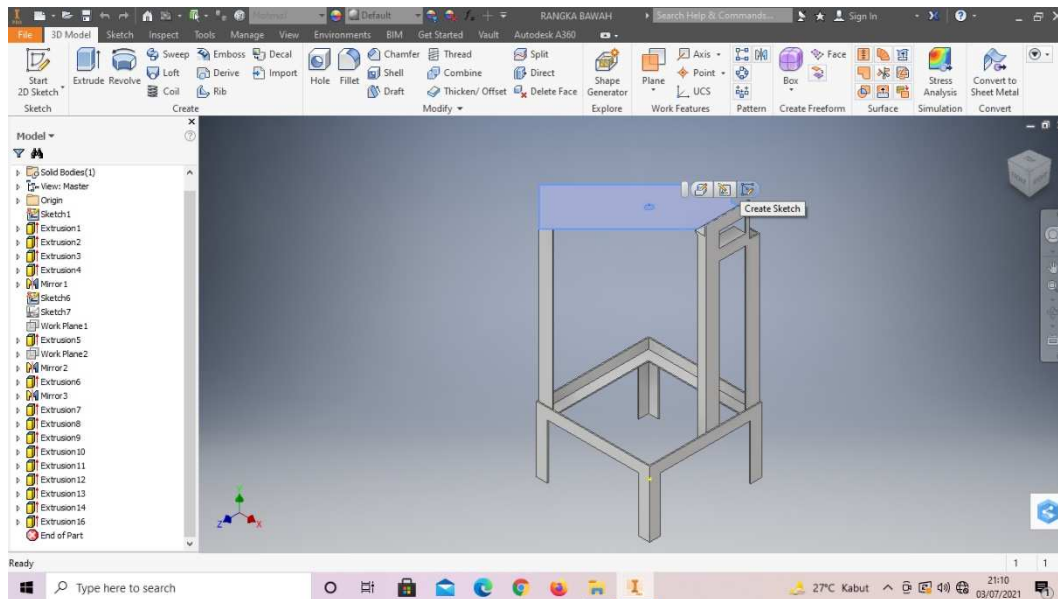 Material
Default
RANGKA BAWAH
Search Help & Commands...
Sign In
File 3D Model Sketch Inspect Tools Manage View Environments BIM Get Started Vault Autodesk A360
Start 2D Sketch
Extrude Revolve
Sweep Emboss Decal
Loft Derive Import
Coil Rib
Hole Fillet
Chamfer Thread Split
Shell Combine Direct
Draft Thicken/ Offset Delete Face
Shape Generator
Plane
Axis
Point
UCS
Box
Face
Stress Analysis
Convert to Sheet Metal
Sketch Create Modify Explore Work Features Pattern Create Freeform Surface Simulation Convert
Model
Solid Bodies(1)
View: Master
Origin
Sketch1
Extrusion1
Extrusion2
Extrusion3
Extrusion4
Mirror1
Sketch6
Sketch7
Work Plane1
Extrusion5
Work Plane2
Mirror2
Extrusion6
Mirror3
Extrusion7
Extrusion8
Extrusion9
Extrusion10
Extrusion11
Extrusion12
Extrusion13
Extrusion14
Extrusion16
End of Part
Create Sketch
Z X
Ready
1 1
Type here to search
27°C Kabut
21:10
03/07/2021